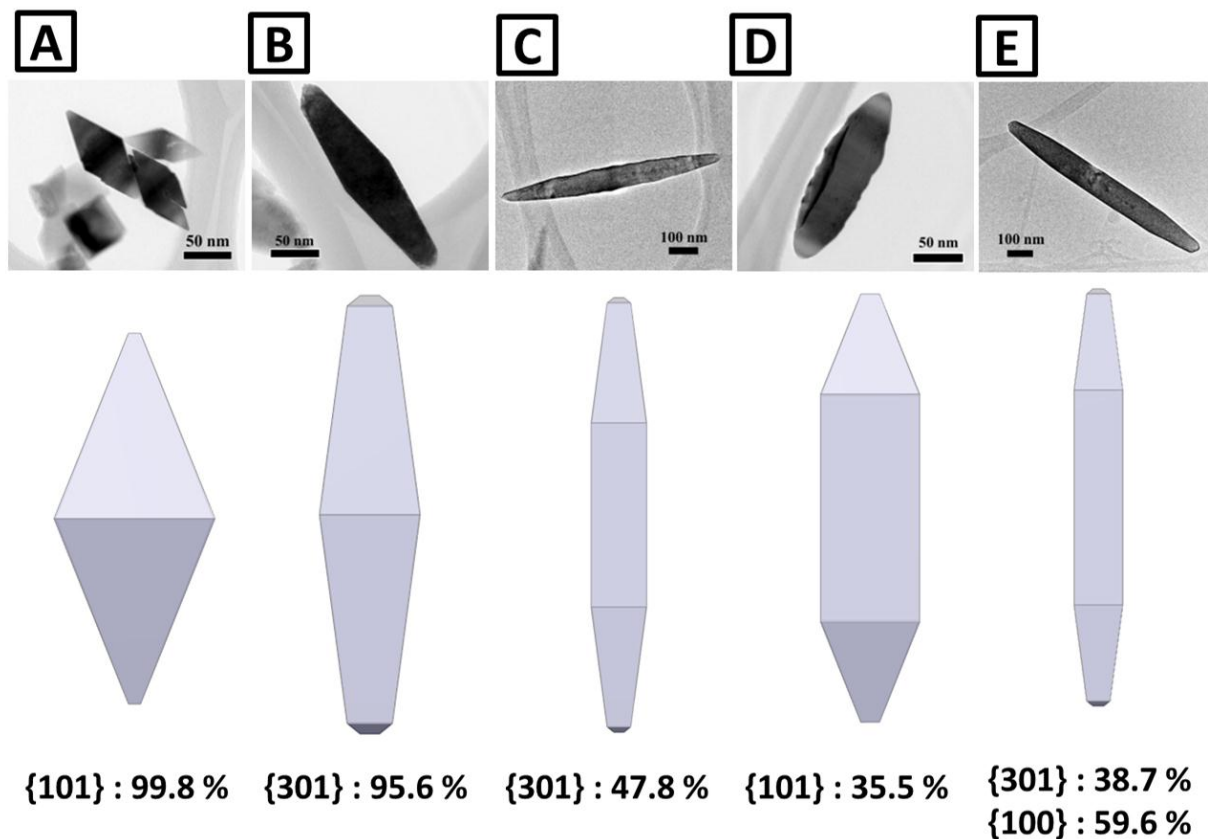 A
B
C
D
E
50 nm
50 nm
100 nm
50 nm
100 nm
{101} : 99.8 %
{301} : 95.6 %
{301} : 47.8 %
{101} : 35.5 %
{301} : 38.7 %
{100} : 59.6 %